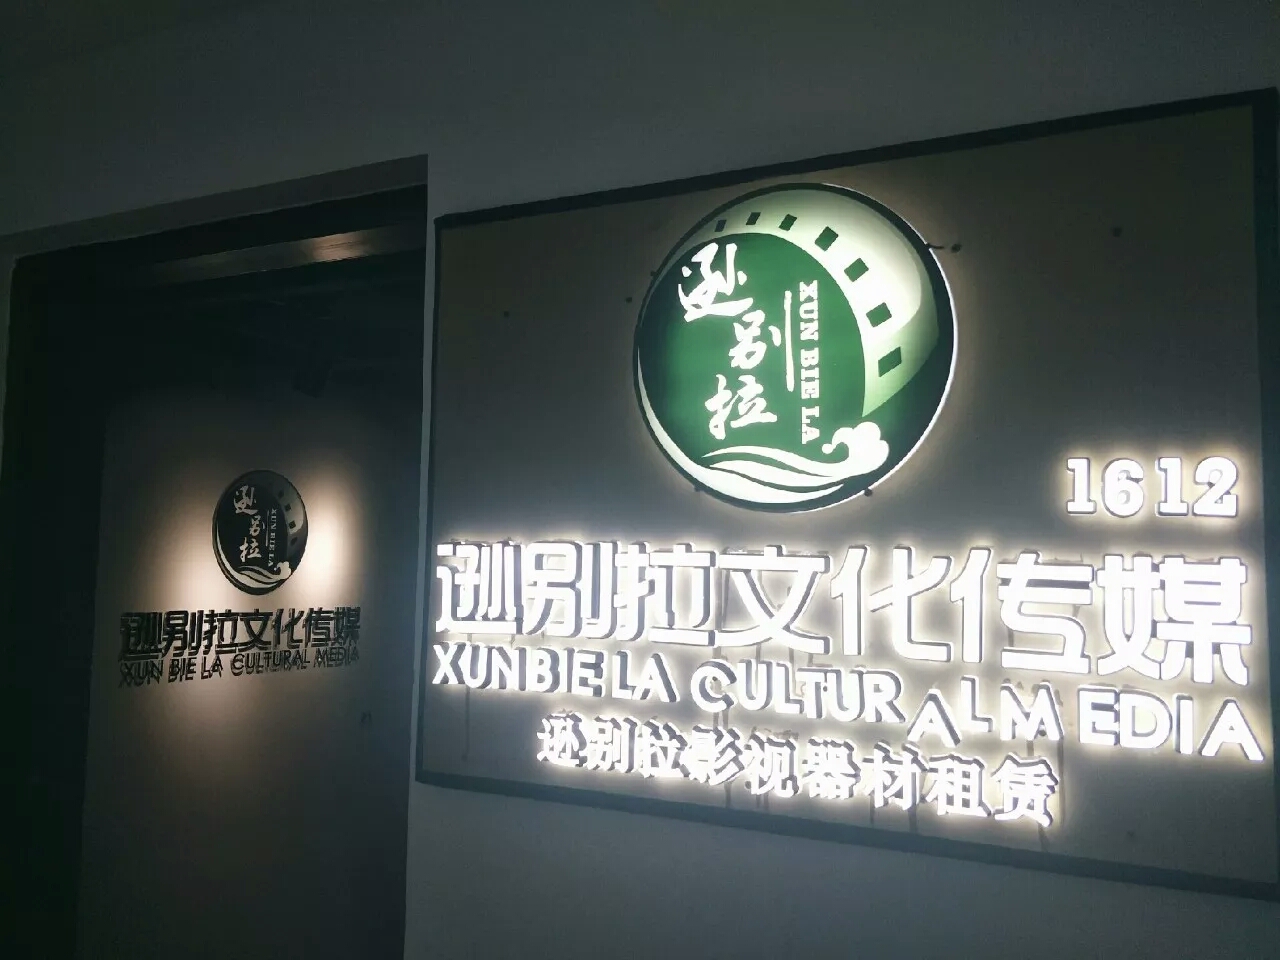 逊别拉
XUN BIE LA
1612
逊别拉文化传媒
XUNBIE LA CULTURAL MEDIA
逊别拉影视器材租赁
逊别拉
XUN BIE LA
逊别拉文化传媒
XUN BIE LA CULTURAL MEDIA